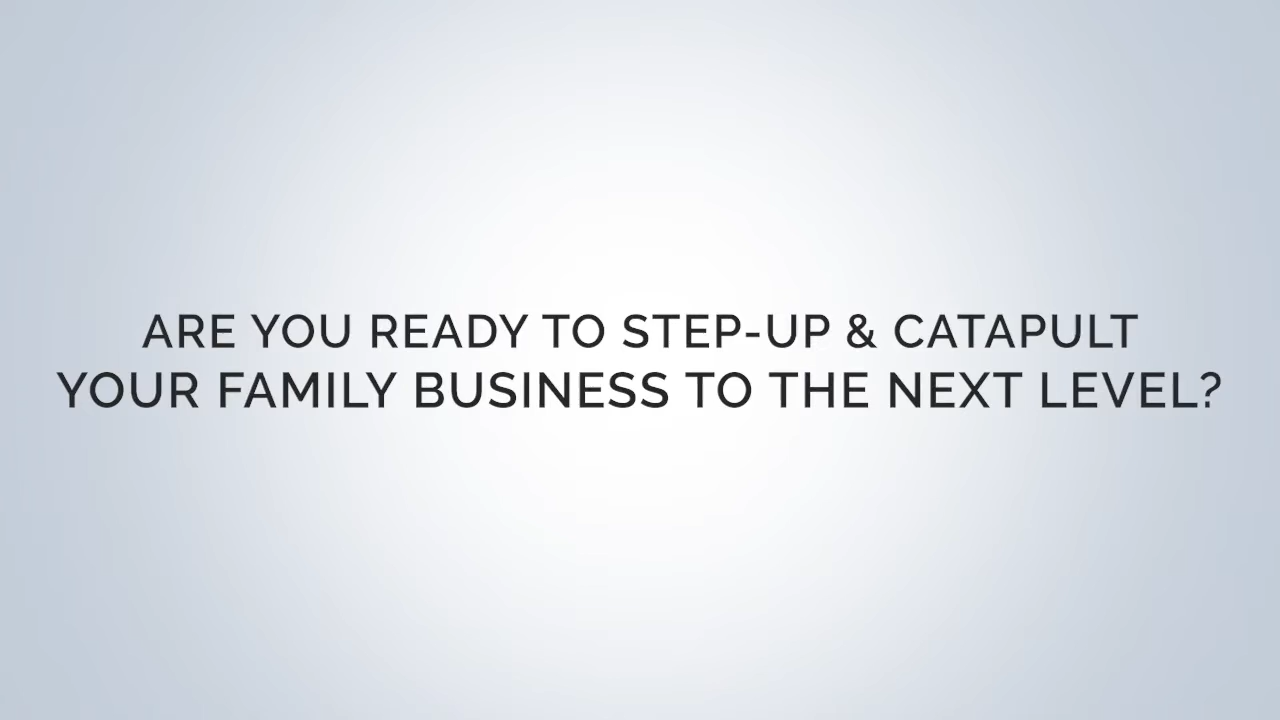 ARE YOU READY TO STEP-UP & CATAPULT
YOUR FAMILY BUSINESS TO THE NEXT LEVEL?